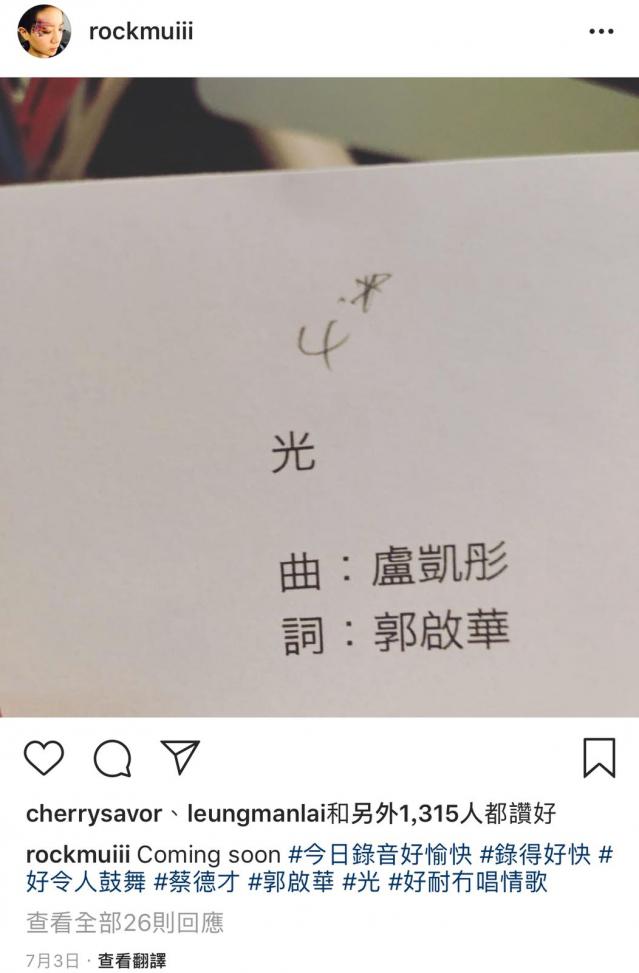 rockmuiii
4
光
曲：盧凱彤
詞：郭啟華
cherrysavor、leungmanlai和另外1,315人都讚好
rockmuiii Coming soon #今日錄音好愉快 #錄得好快 #
好令人鼓舞 #蔡德才 #郭啟華 #光 #好耐冇唱情歌
查看全部26則回應
7月3日 · 查看翻譯